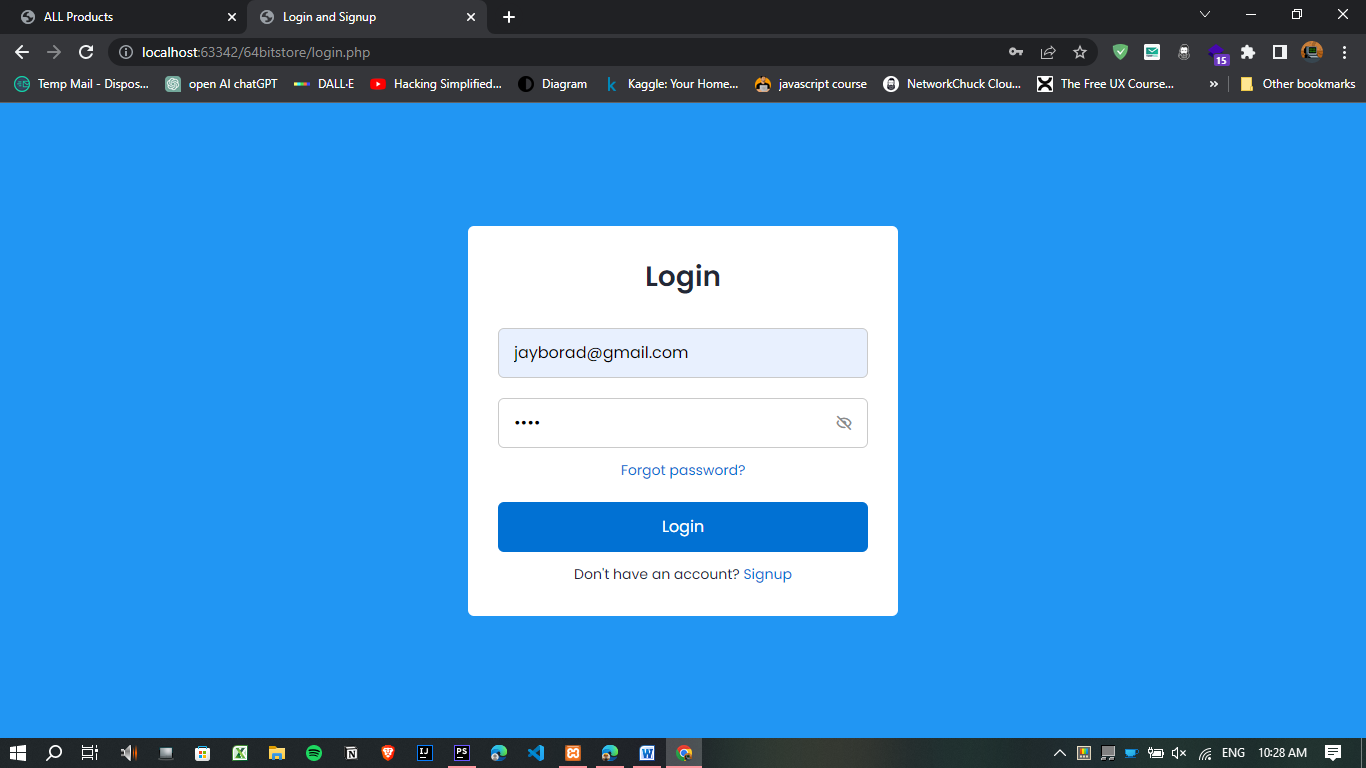 ALL Products
Login and Signup
localhost:63342/64bitstore/login.php
15
Temp Mail - Dispos...
open AI chatGPT
DALL·E
Hacking Simplified...
Diagram
k
Kaggle: Your Home...
javascript course
NetworkChuck Clou...
The Free UX Course...
»
Other bookmarks
Login
jayborad@gmail.com
••••
Forgot password?
Login
Don't have an account? Signup
IJ
PS
W
ENG
10:28 AM